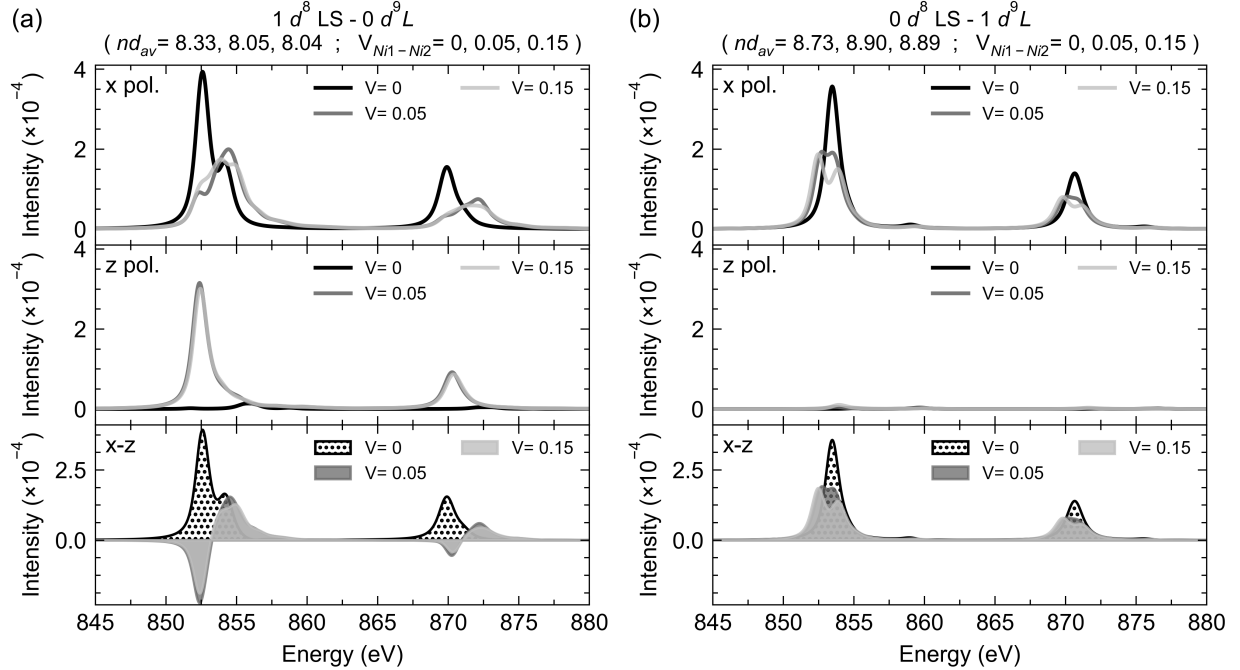 (a)
1 d⁸ LS - 0 d⁹L
( nd_av = 8.33, 8.05, 8.04 ; V_Ni1−Ni2 = 0, 0.05, 0.15 )
x pol.
V= 0
V= 0.05
V= 0.15
Intensity (×10⁻⁴)
4
2
0
z pol.
V= 0
V= 0.05
V= 0.15
Intensity (×10⁻⁴)
4
2
0
x-z
V= 0
V= 0.05
V= 0.15
Intensity (×10⁻⁴)
2.5
0.0
845 850 855 860 865 870 875 880
Energy (eV)
(b)
0 d⁸ LS - 1 d⁹L
( nd_av = 8.73, 8.90, 8.89 ; V_Ni1−Ni2 = 0, 0.05, 0.15 )
x pol.
V= 0
V= 0.05
V= 0.15
Intensity (×10⁻⁴)
4
2
0
z pol.
V= 0
V= 0.05
V= 0.15
Intensity (×10⁻⁴)
4
2
0
x-z
V= 0
V= 0.05
V= 0.15
Intensity (×10⁻⁴)
2.5
0.0
845 850 855 860 865 870 875 880
Energy (eV)